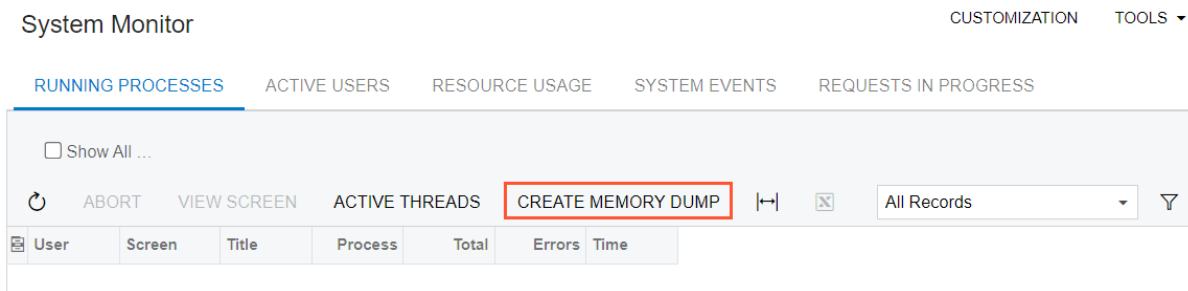 System Monitor
CUSTOMIZATION TOOLS
RUNNING PROCESSES ACTIVE USERS RESOURCE USAGE SYSTEM EVENTS REQUESTS IN PROGRESS
Show All ...
ABORT VIEW SCREEN ACTIVE THREADS CREATE MEMORY DUMP All Records
User Screen Title Process Total Errors Time